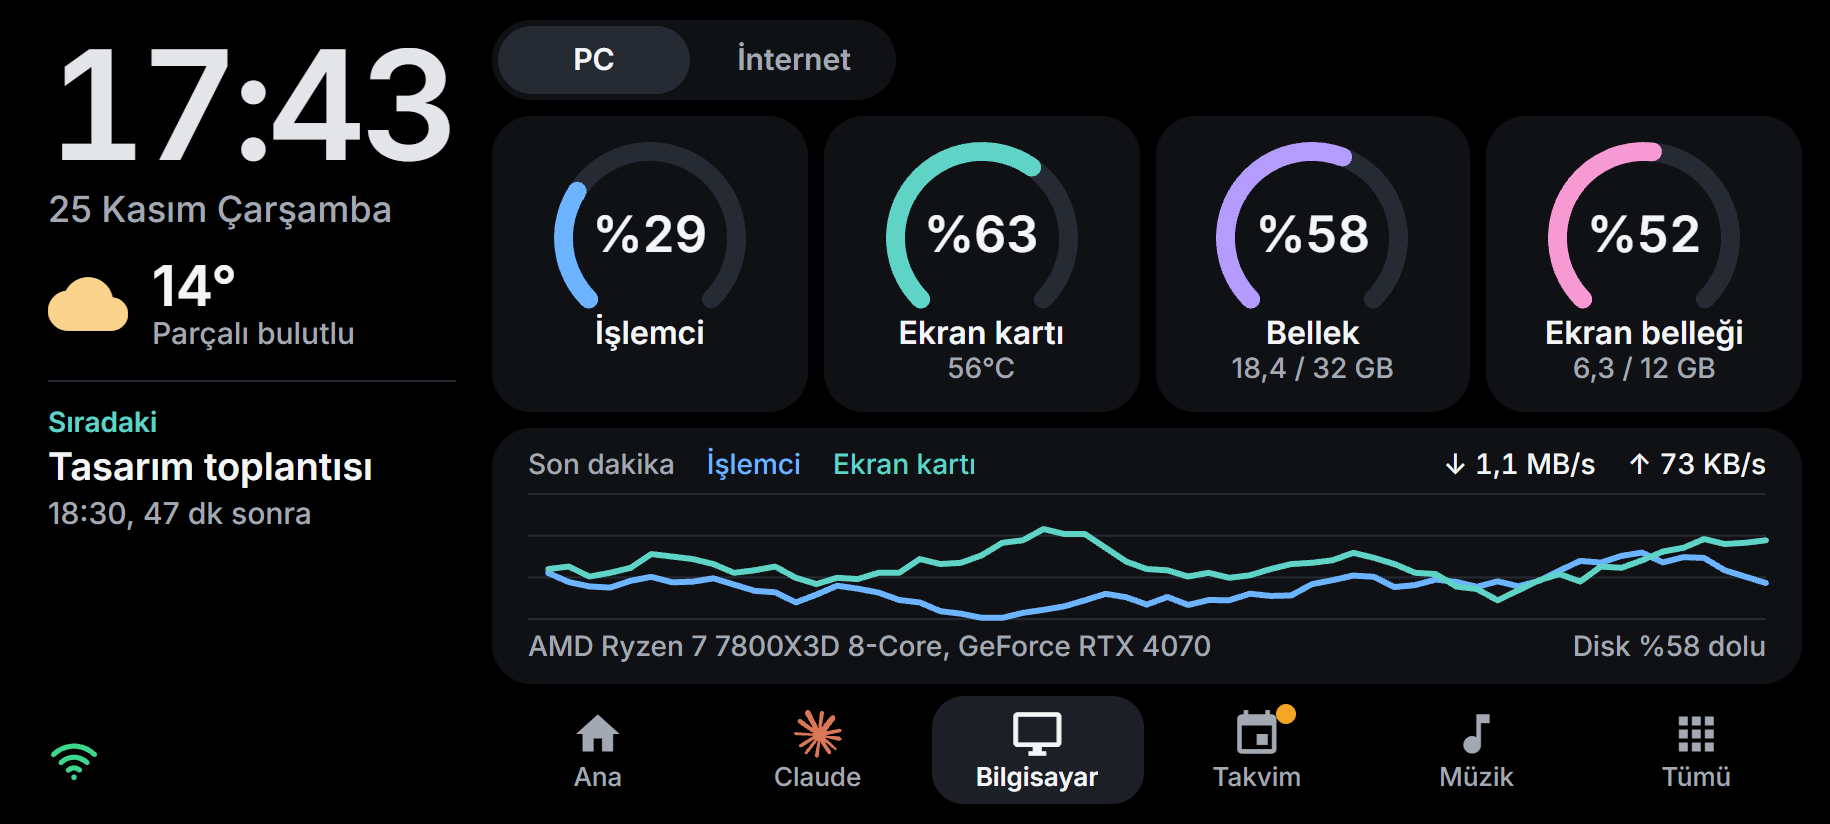 17:43
25 Kasım Çarşamba
14°
Parçalı bulutlu
Sıradaki
Tasarım toplantısı
18:30, 47 dk sonra
PC İnternet
%29 %63 %58 %52
İşlemci Ekran kartı Bellek Ekran belleği
56°C 18,4 / 32 GB 6,3 / 12 GB
Son dakika İşlemci Ekran kartı ↓ 1,1 MB/s ↑ 73 KB/s
AMD Ryzen 7 7800X3D 8-Core, GeForce RTX 4070 Disk %58 dolu
Ana Claude Bilgisayar Takvim Müzik Tümü